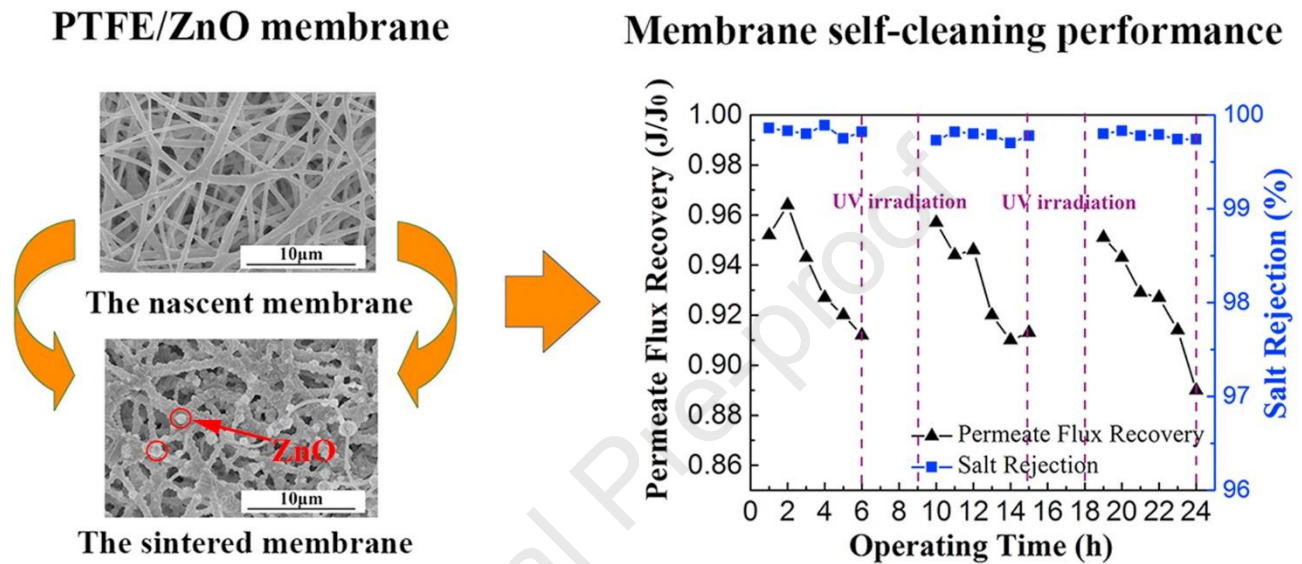 PTFE/ZnO membrane
10μm
The nascent membrane
ZnO
10μm
The sintered membrane
Membrane self-cleaning performance
Permeate Flux Recovery (J/J0)
1.00
0.98
0.96
0.94
0.92
0.90
0.88
0.86
UV irradiation
UV irradiation
Permeate Flux Recovery
Salt Rejection
100
99
98
97
96
Salt Rejection (%)
0 2 4 6 8 10 12 14 16 18 20 22 24
Operating Time (h)
al Pre-proof